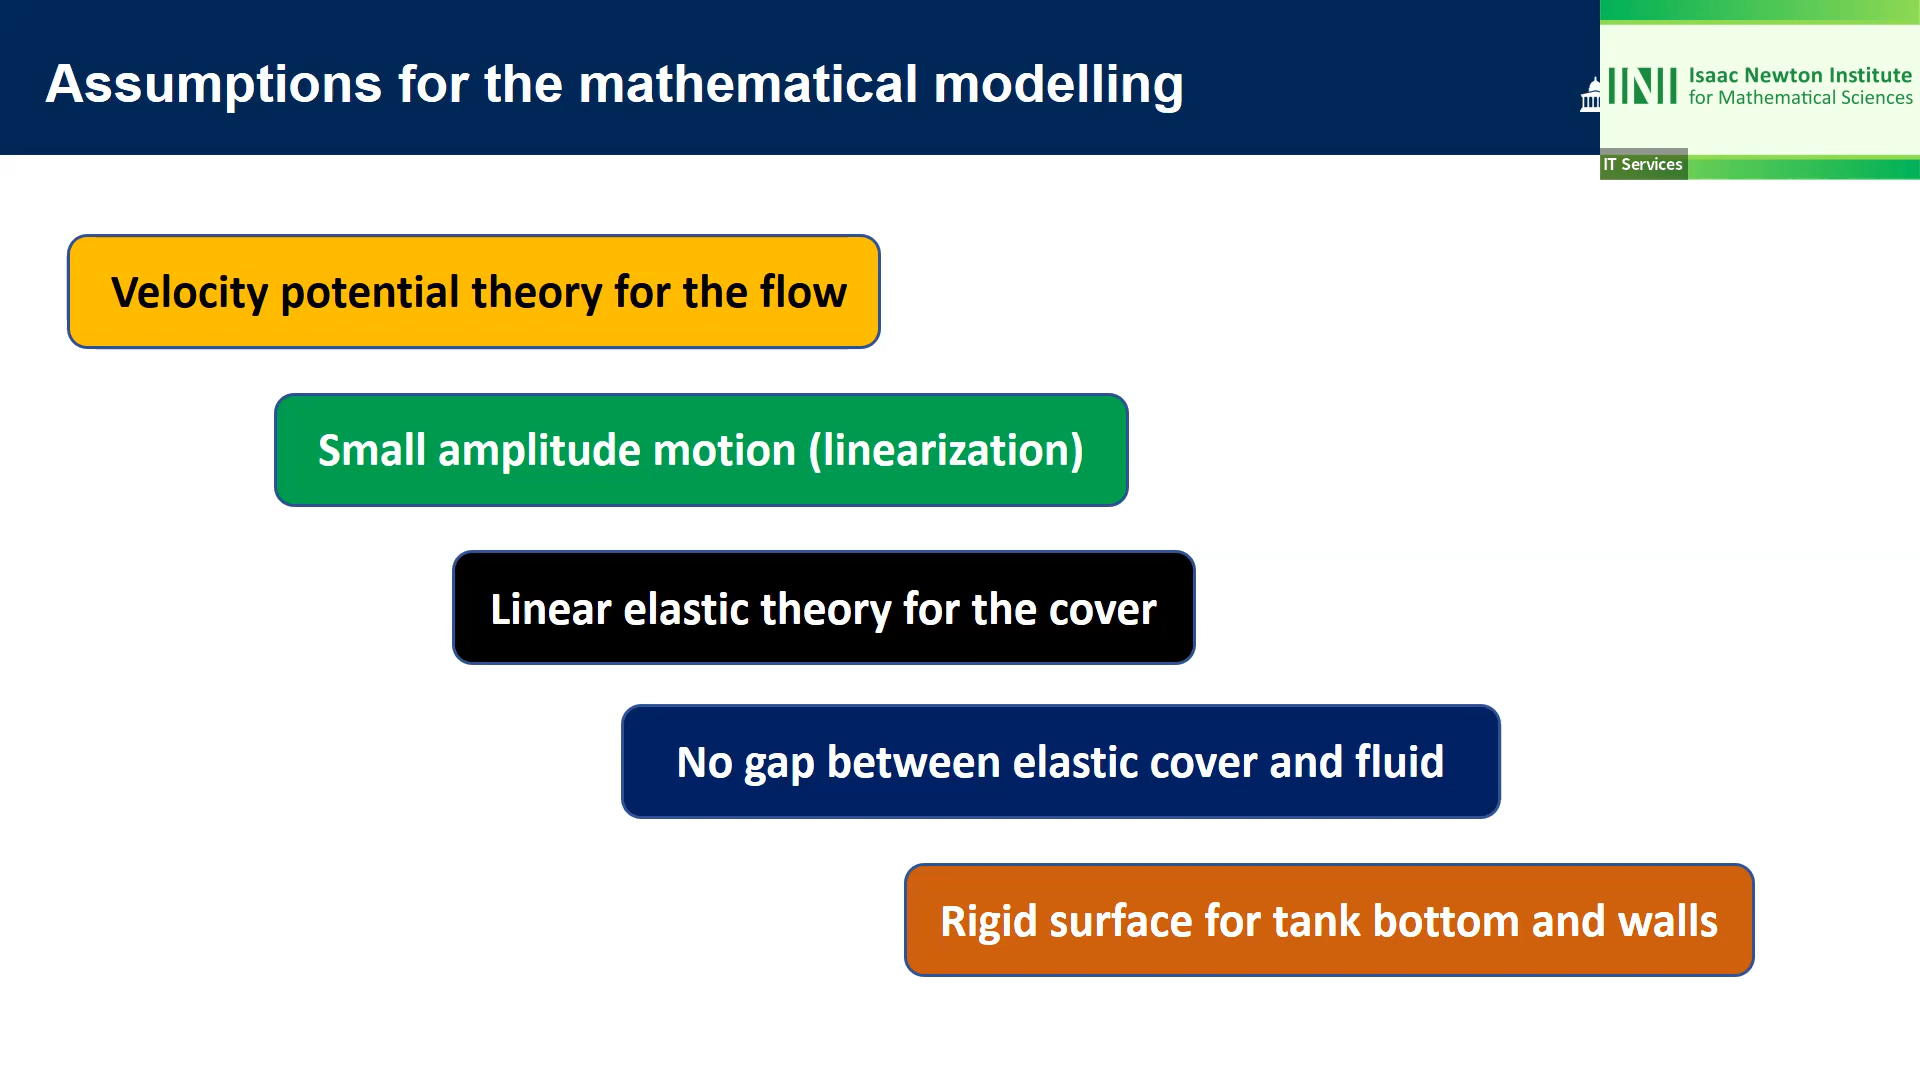 Assumptions for the mathematical modelling
Isaac Newton Institute
for Mathematical Sciences
IT Services
Velocity potential theory for the flow
Small amplitude motion (linearization)
Linear elastic theory for the cover
No gap between elastic cover and fluid
Rigid surface for tank bottom and walls